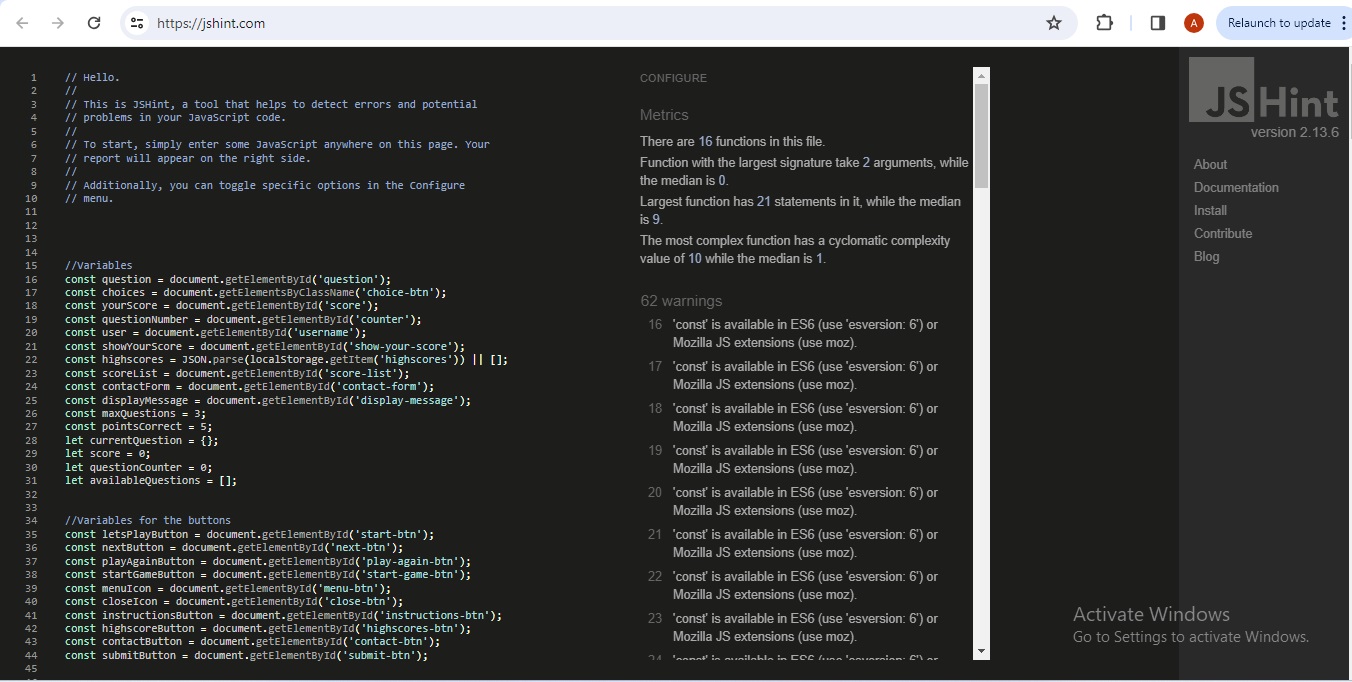 https://jshint.com
A
Relaunch to update
1 // Hello.
2 //
3 // This is JSHint, a tool that helps to detect errors and potential
4 // problems in your JavaScript code.
5 //
6 // To start, simply enter some JavaScript anywhere on this page. Your
7 // report will appear on the right side.
8 //
9 // Additionally, you can toggle specific options in the Configure
10 // menu.
11
12
13
14
15 //Variables
16 const question = document.getElementById('question');
17 const choices = document.getElementsByClassName('choice-btn');
18 const yourScore = document.getElementById('score');
19 const questionNumber = document.getElementById('counter');
20 const user = document.getElementById('username');
21 const showYourScore = document.getElementById('show-your-score');
22 const highscores = JSON.parse(localStorage.getItem('highscores')) || [];
23 const scoreList = document.getElementById('score-list');
24 const contactForm = document.getElementById('contact-form');
25 const displayMessage = document.getElementById('display-message');
26 const maxQuestions = 3;
27 const pointsCorrect = 5;
28 let currentQuestion = {};
29 let score = 0;
30 let questionCounter = 0;
31 let availableQuestions = [];
32
33
34 //Variables for the buttons
35 const letsPlayButton = document.getElementById('start-btn');
36 const nextButton = document.getElementById('next-btn');
37 const playAgainButton = document.getElementById('play-again-btn');
38 const startGameButton = document.getElementById('start-game-btn');
39 const menuIcon = document.getElementById('menu-btn');
40 const closeIcon = document.getElementById('close-btn');
41 const instructionsButton = document.getElementById('instructions-btn');
42 const highscoreButton = document.getElementById('highscores-btn');
43 const contactButton = document.getElementById('contact-btn');
44 const submitButton = document.getElementById('submit-btn');
45
CONFIGURE
Metrics
There are 16 functions in this file.
Function with the largest signature take 2 arguments, while
the median is 0.
Largest function has 21 statements in it, while the median
is 9.
The most complex function has a cyclomatic complexity
value of 10 while the median is 1.
62 warnings
16 'const' is available in ES6 (use 'esversion: 6') or
Mozilla JS extensions (use moz).
17 'const' is available in ES6 (use 'esversion: 6') or
Mozilla JS extensions (use moz).
18 'const' is available in ES6 (use 'esversion: 6') or
Mozilla JS extensions (use moz).
19 'const' is available in ES6 (use 'esversion: 6') or
Mozilla JS extensions (use moz).
20 'const' is available in ES6 (use 'esversion: 6') or
Mozilla JS extensions (use moz).
21 'const' is available in ES6 (use 'esversion: 6') or
Mozilla JS extensions (use moz).
22 'const' is available in ES6 (use 'esversion: 6') or
Mozilla JS extensions (use moz).
23 'const' is available in ES6 (use 'esversion: 6') or
Mozilla JS extensions (use moz).
24 'const' is available in ES6 (use 'esversion: 6') or
JSHint
version 2.13.6
About
Documentation
Install
Contribute
Blog
Activate Windows
Go to Settings to activate Windows.